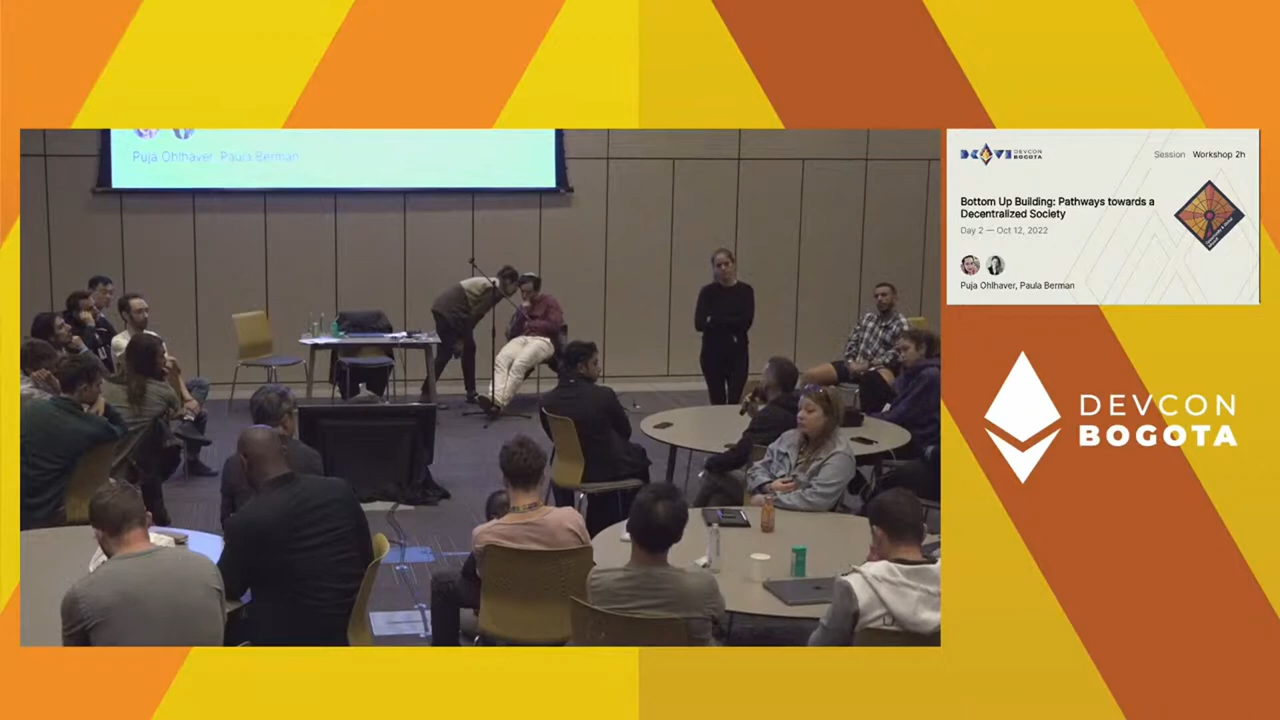 Puja Ohlhaver, Paula Berman
DEVCON
BOGOTA
Session Workshop 2h
Bottom Up Building: Pathways towards a
Decentralized Society
Day 2 — Oct 12, 2022
Puja Ohlhaver, Paula Berman
DEVCON
BOGOTA